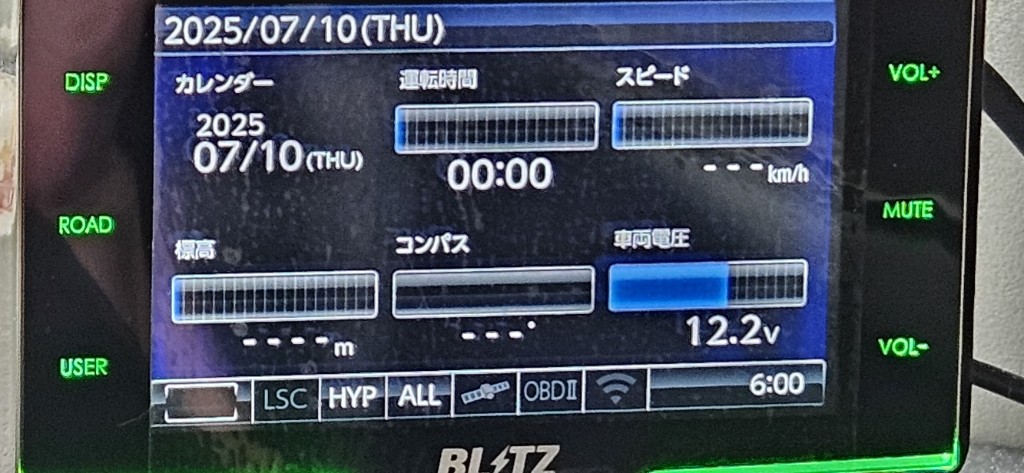 2025/07/10(THU)
DISP
カレンダー
運転時間
スピード
VOL+
2025
07/10(THU)
00:00
---km/h
ROAD
標高
コンパス
車両電圧
MUTE
----m
---°
12.2v
USER
VOL-
LSC
HYP
ALL
OBDⅡ
6:00
BLITZ